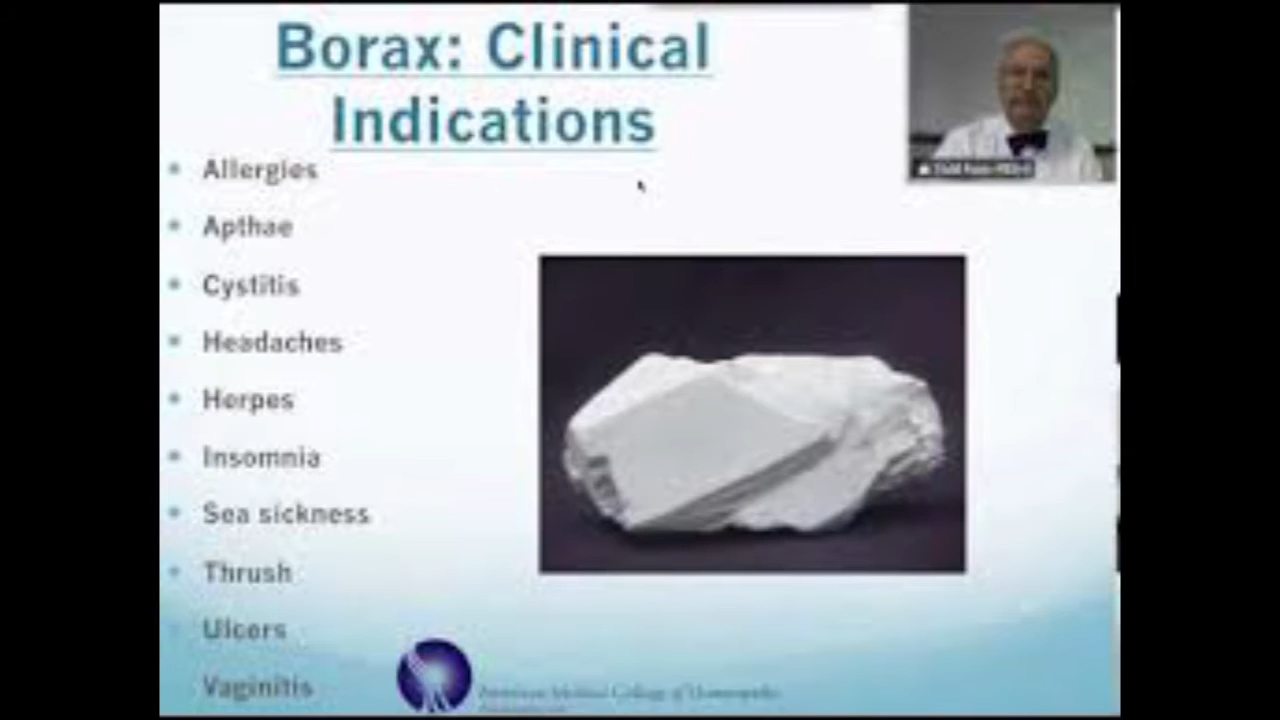 Borax: Clinical
Indications
Allergies
Apthae
Cystitis
Headaches
Herpes
Insomnia
Sea sickness
Thrush
Ulcers
Vaginitis
American Medical College of Homeopathy